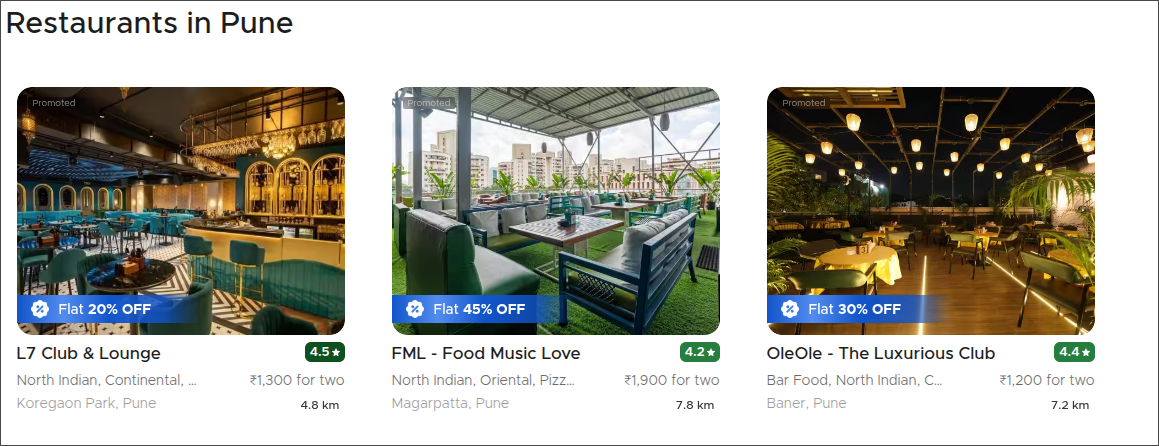 Restaurants in Pune
Promoted
Flat 20% OFF
L7 Club & Lounge 4.5★
North Indian, Continental, ... ₹1,300 for two
Koregaon Park, Pune 4.8 km
Promoted
Flat 45% OFF
FML - Food Music Love 4.2★
North Indian, Oriental, Pizz... ₹1,900 for two
Magarpatta, Pune 7.8 km
Promoted
Flat 30% OFF
OleOle - The Luxurious Club 4.4★
Bar Food, North Indian, C... ₹1,200 for two
Baner, Pune 7.2 km